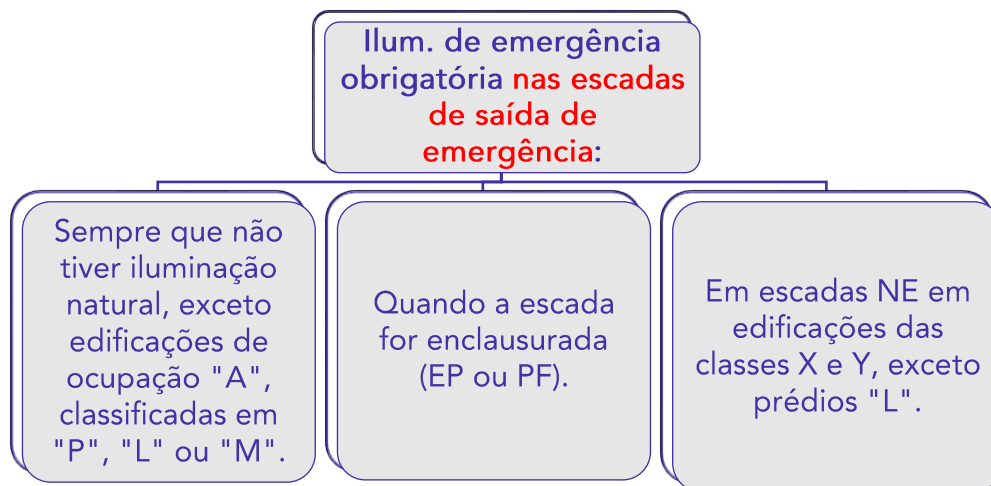 Ilum. de emergência
obrigatória nas escadas
de saída de
emergência:
Sempre que não
tiver iluminação
natural, exceto
edificações de
ocupação "A",
classificadas em
"P", "L" ou "M".
Quando a escada
for enclausurada
(EP ou PF).
Em escadas NE em
edificações das
classes X e Y, exceto
prédios "L".